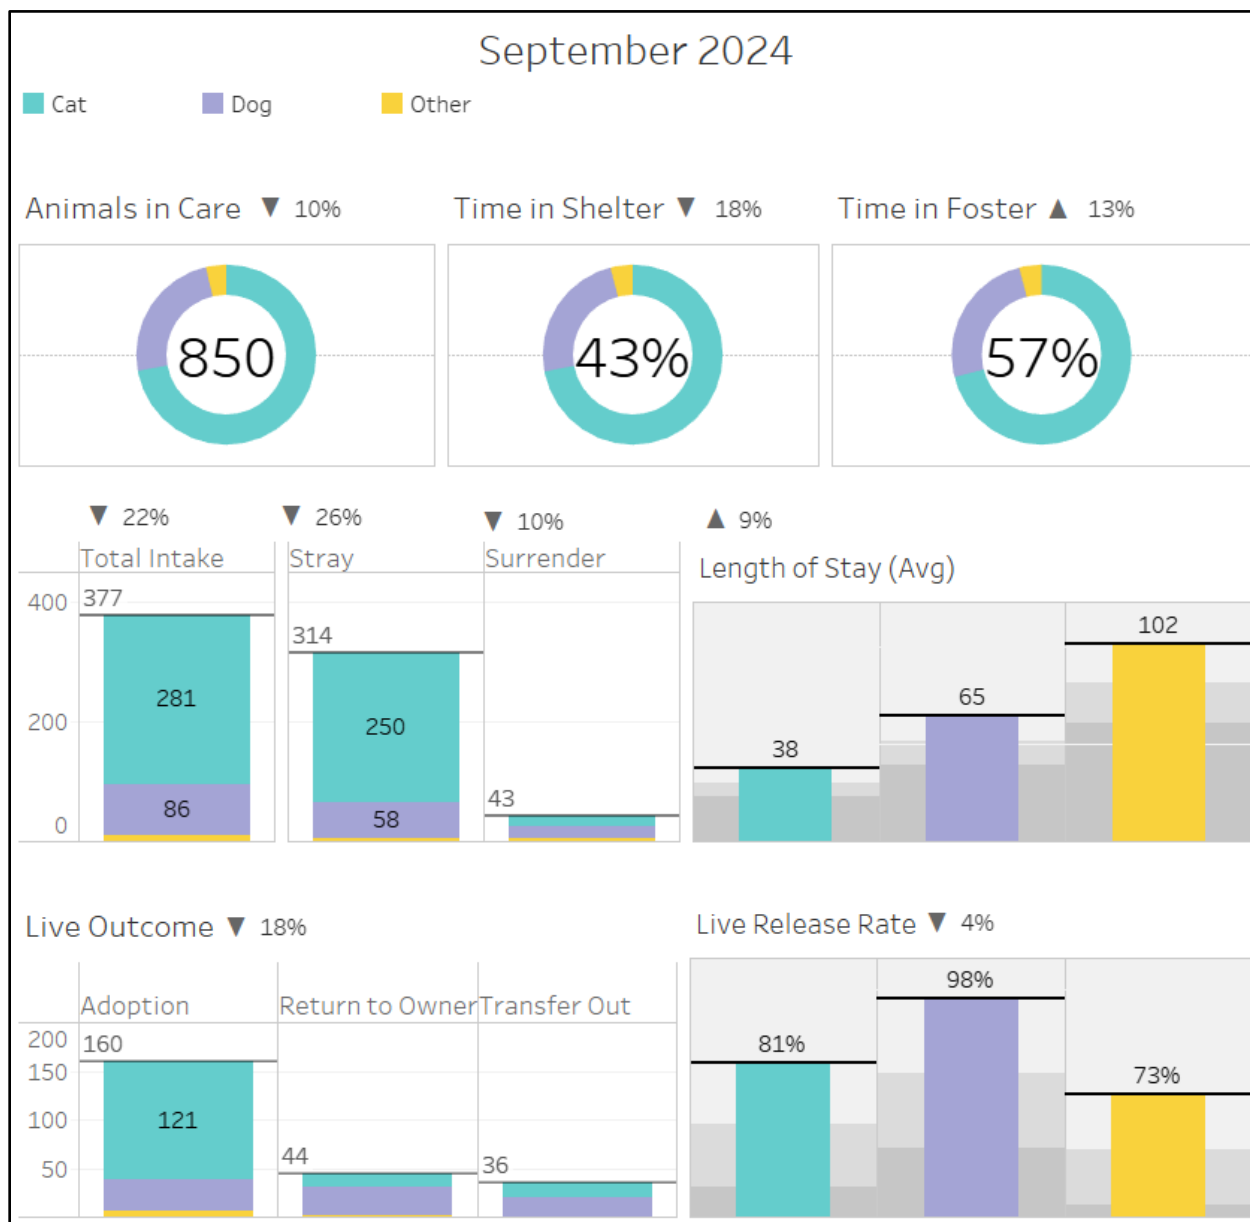 September 2024
Cat Dog Other
Animals in Care ▼ 10% Time in Shelter ▼ 18% Time in Foster ▲ 13%
850 43% 57%
▼ 22% ▼ 26% ▼ 10% ▲ 9%
Total Intake Stray Surrender
Length of Stay (Avg)
400 377
314
102
281
250
65
200
38
43
86
58
0
Live Outcome ▼ 18% Live Release Rate ▼ 4%
Adoption Return to Owner Transfer Out
98%
200 160
81%
150
73%
100 121
44
36
50